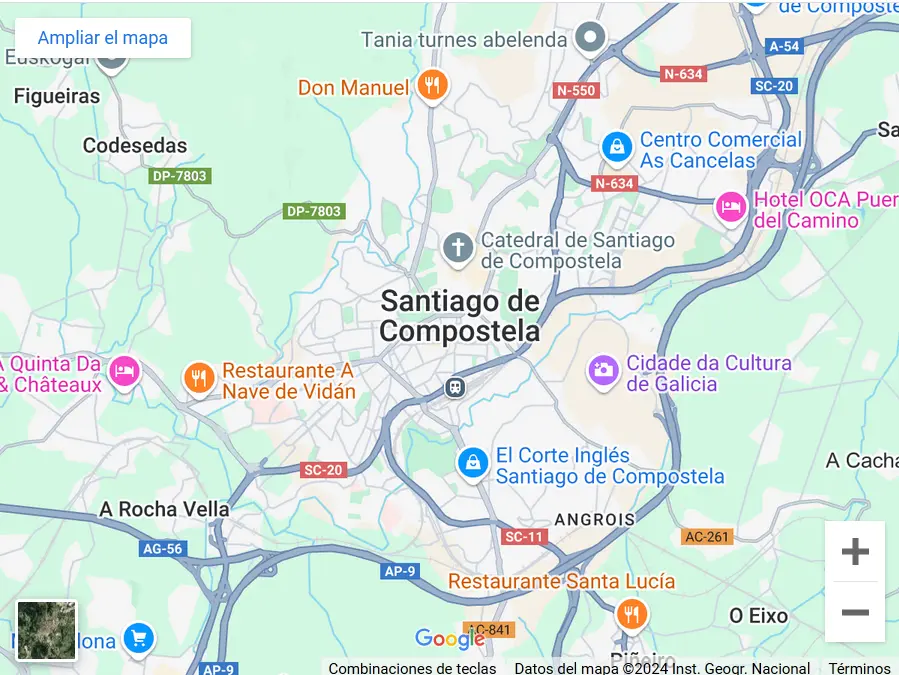 de Composte
Ampliar el mapa
Tania turnes abelenda
A-54
Euskogar
N-634
SC-20
Figueiras
Don Manuel
N-550
Codesedas
Centro Comercial
As Cancelas
Sa
DP-7803
N-634
Hotel OCA Puer
del Camino
DP-7803
Catedral de Santiago
de Compostela
Santiago de
Compostela
A Quinta Da
& Châteaux
Restaurante A
Nave de Vidán
Cidade da Cultura
de Galicia
El Corte Inglés
Santiago de Compostela
SC-20
A Cacha
A Rocha Vella
ANGROIS
SC-11
AC-261
AG-56
AP-9
Restaurante Santa Lucía
O Eixo
AC-841
Google
ona
Piñeiro
AP-9
Combinaciones de teclas
Datos del mapa ©2024 Inst. Geogr. Nacional
Términos